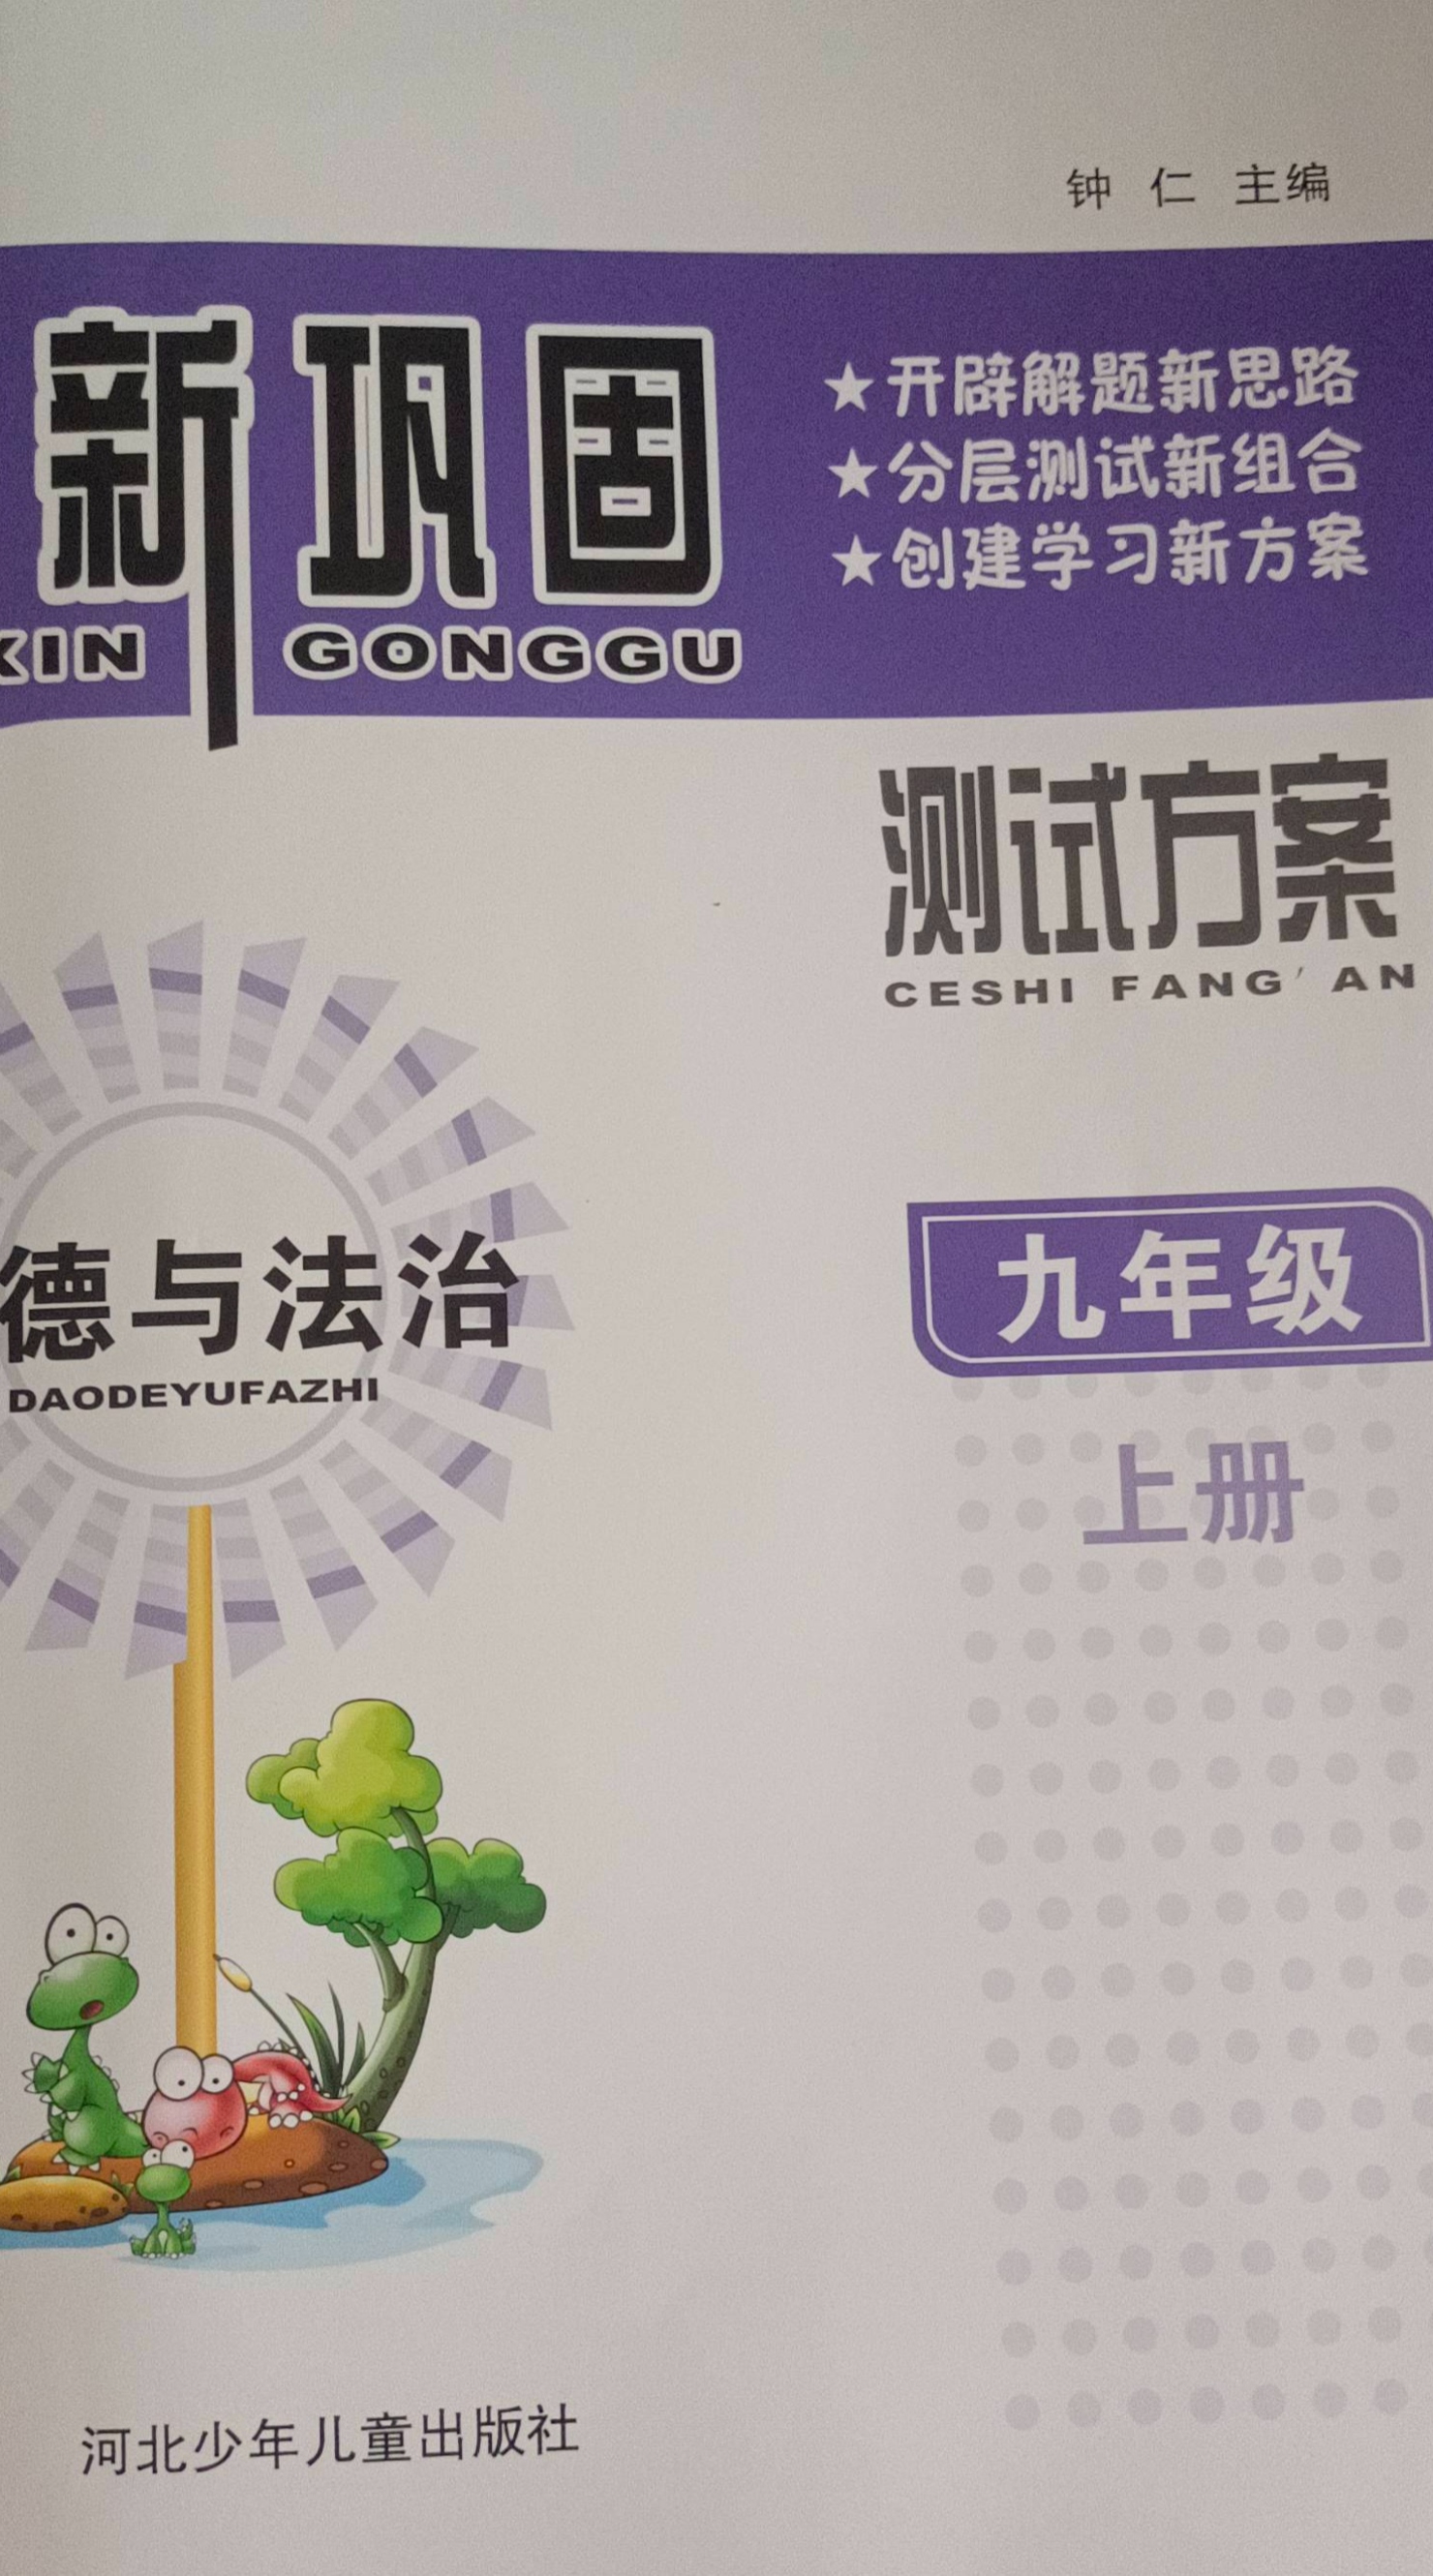 钟 仁 主编
新巩固
XIN GONGGU
★开辟解题新思路
★分层测试新组合
★创建学习新方案
测试方案
CESHI FANG'AN
德与法治
DAODEYUFAZHI
九年级
上册
河北少年儿童出版社